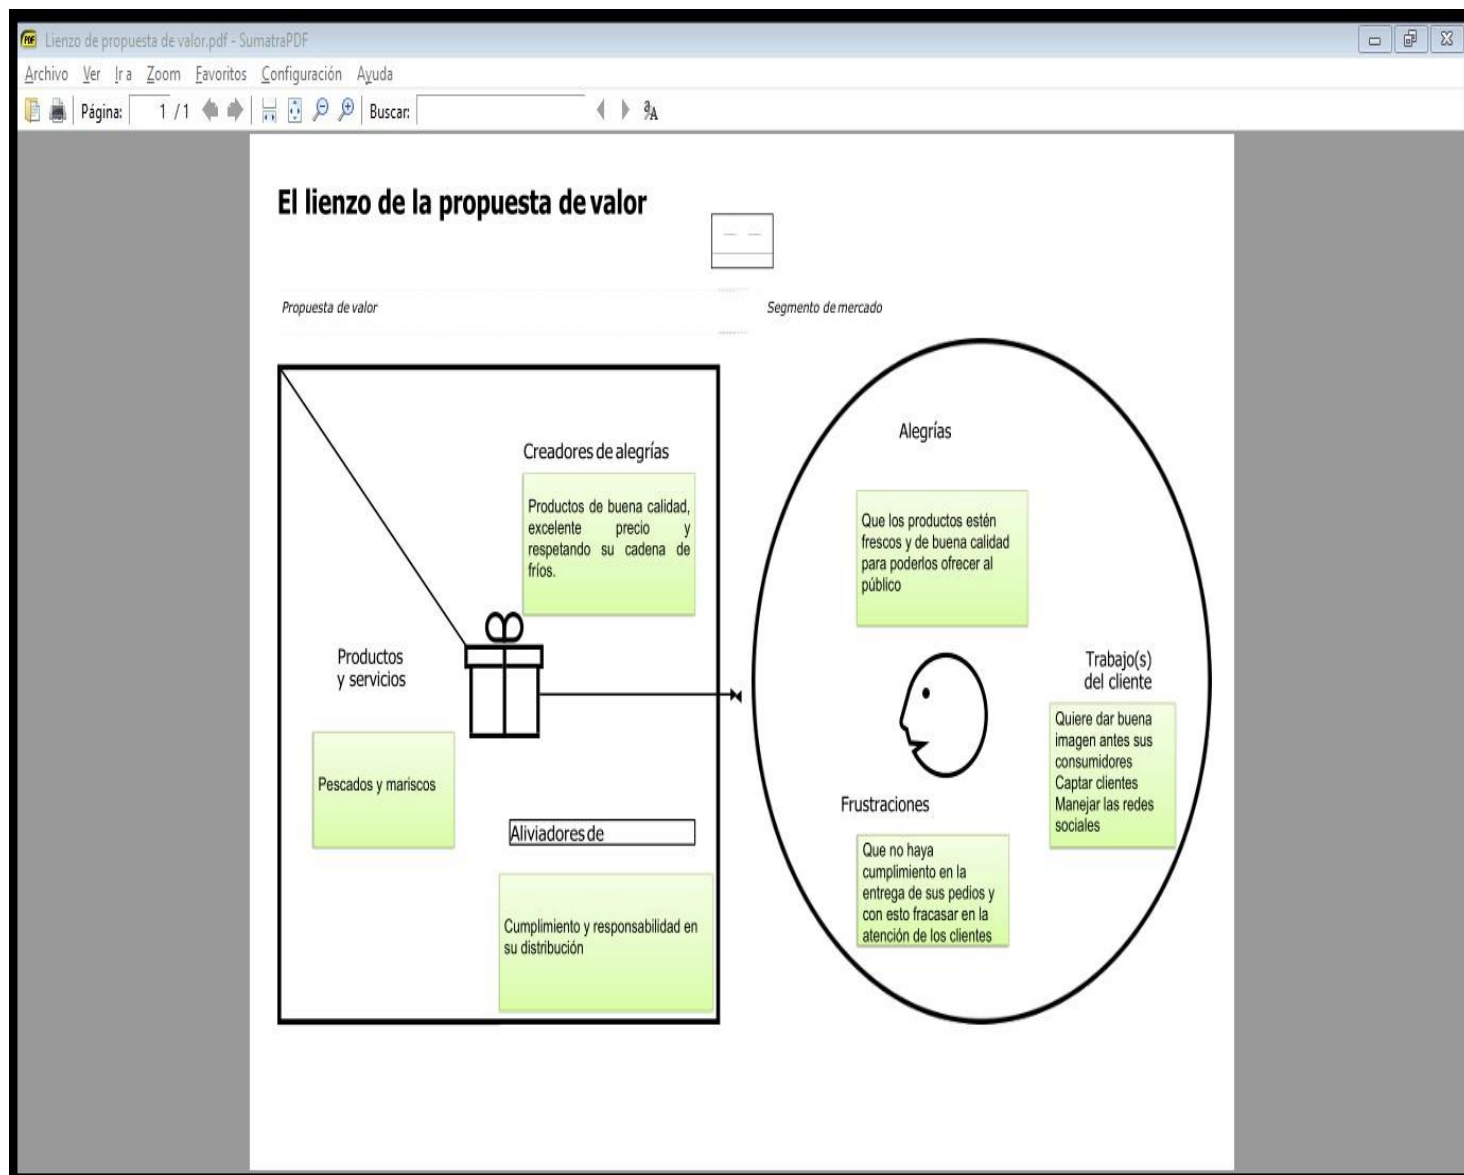 Lienzo de propuesta de valor.pdf - SumatraPDF
Archivo Ver Ir a Zoom Favoritos Configuración Ayuda
Página: 1 / 1 Buscar:
El lienzo de la propuesta de valor
Propuesta de valor
Segmento de mercado
Creadores de alegrías
Productos de buena calidad,
excelente precio y
respetando su cadena de
fríos.
Productos
y servicios
Pescados y mariscos
Aliviadores de
Cumplimiento y responsabilidad en
su distribución
Alegrías
Que los productos estén
frescos y de buena calidad
para poderlos ofrecer al
público
Trabajo(s)
del cliente
Quiere dar buena
imagen antes sus
consumidores
Captar clientes
Manejar las redes
sociales
Frustraciones
Que no haya
cumplimiento en la
entrega de sus pedios y
con esto fracasar en la
atención de los clientes